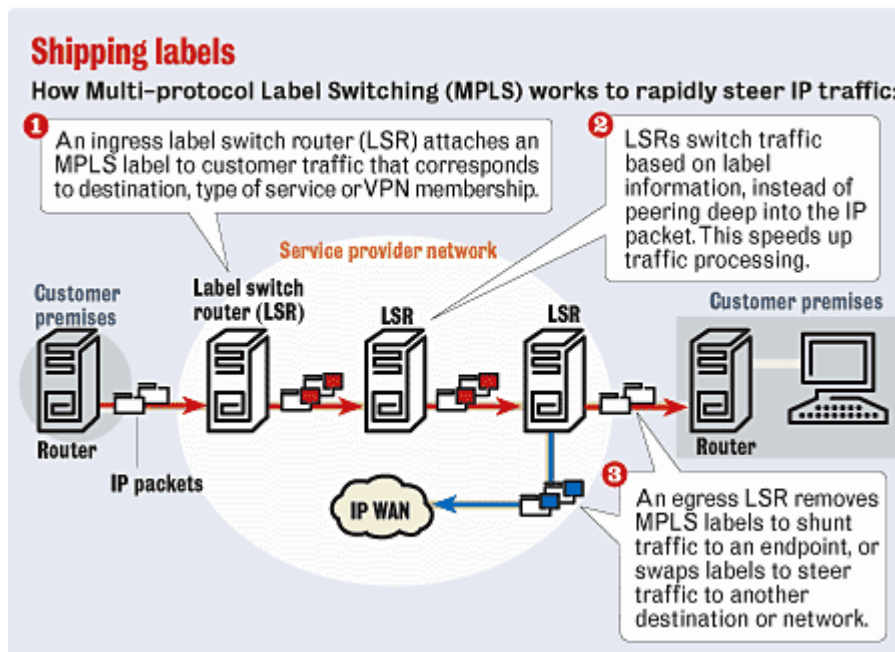 Shipping labels
How Multi-protocol Label Switching (MPLS) works to rapidly steer IP traffic
1
An ingress label switch router (LSR) attaches an
MPLS label to customer traffic that corresponds
to destination, type of service or VPN membership.
2
LSRs switch traffic
based on label
information, instead of
peering deep into the IP
packet. This speeds up
traffic processing.
Service provider network
Customer
premises
Label switch
router (LSR)
LSR
LSR
Customer premises
Router
IP packets
Router
IP WAN
3
An egress LSR removes
MPLS labels to shunt
traffic to an endpoint, or
swaps labels to steer
traffic to another
destination or network.